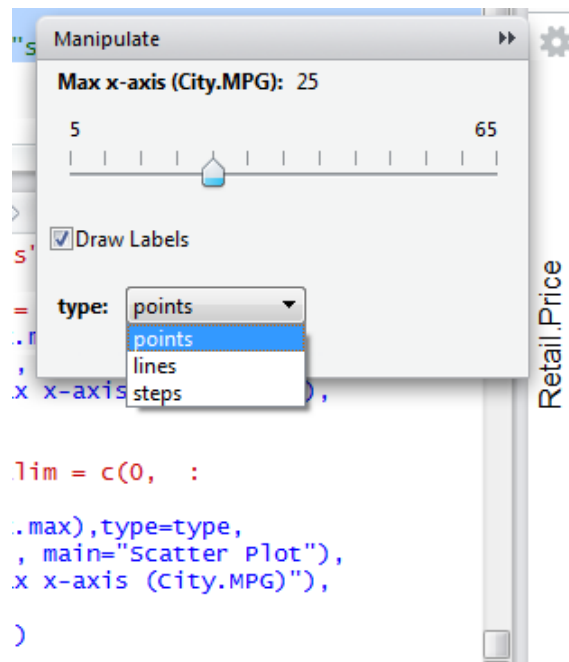 "s
Manipulate
Max x-axis (City.MPG): 25
5 65
Draw Labels
s'
type: points
points
lines
steps
=
,
x x-axis ),
Retail.Price
lim = c(0, :
.max),type=type,
, main="Scatter Plot"),
x x-axis (City.MPG)"),
)